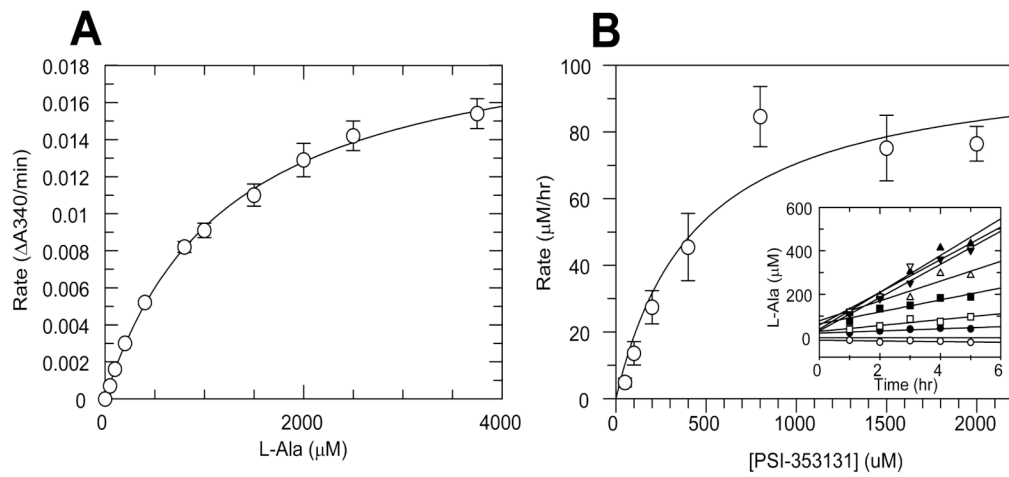 A
0.018
0.016
0.014
0.012
0.01
0.008
0.006
0.004
0.002
0
Rate (ΔA340/min)
0 2000 4000
L-Ala (μM)
B
100
80
60
40
20
0
Rate (μM/hr)
0 500 1000 1500 2000
[PSI-353131] (uM)
600
400
200
0
L-Ala (μM)
0 2 4 6
Time (hr)